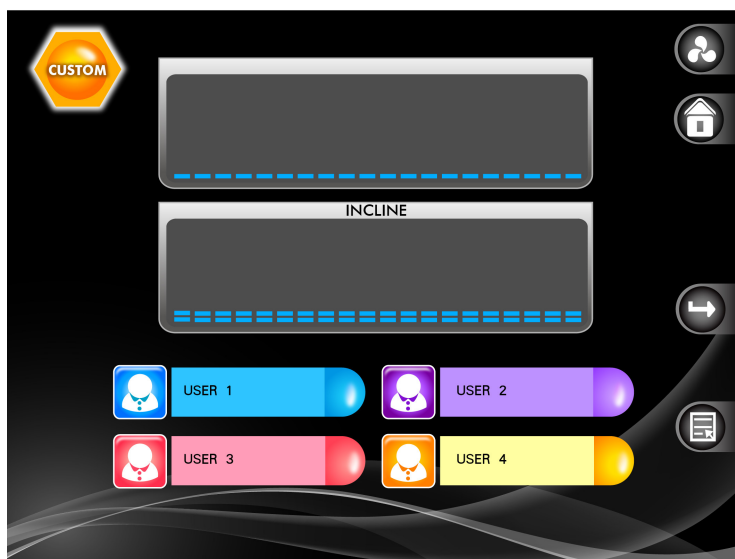 CUSTOM
INCLINE
USER 1
USER 2
USER 3
USER 4